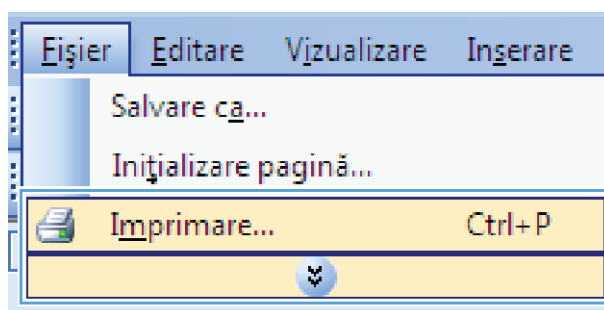 Fişier Editare Vizualizare Inserare
Salvare ca...
Iniţializare pagină...
Imprimare... Ctrl+P